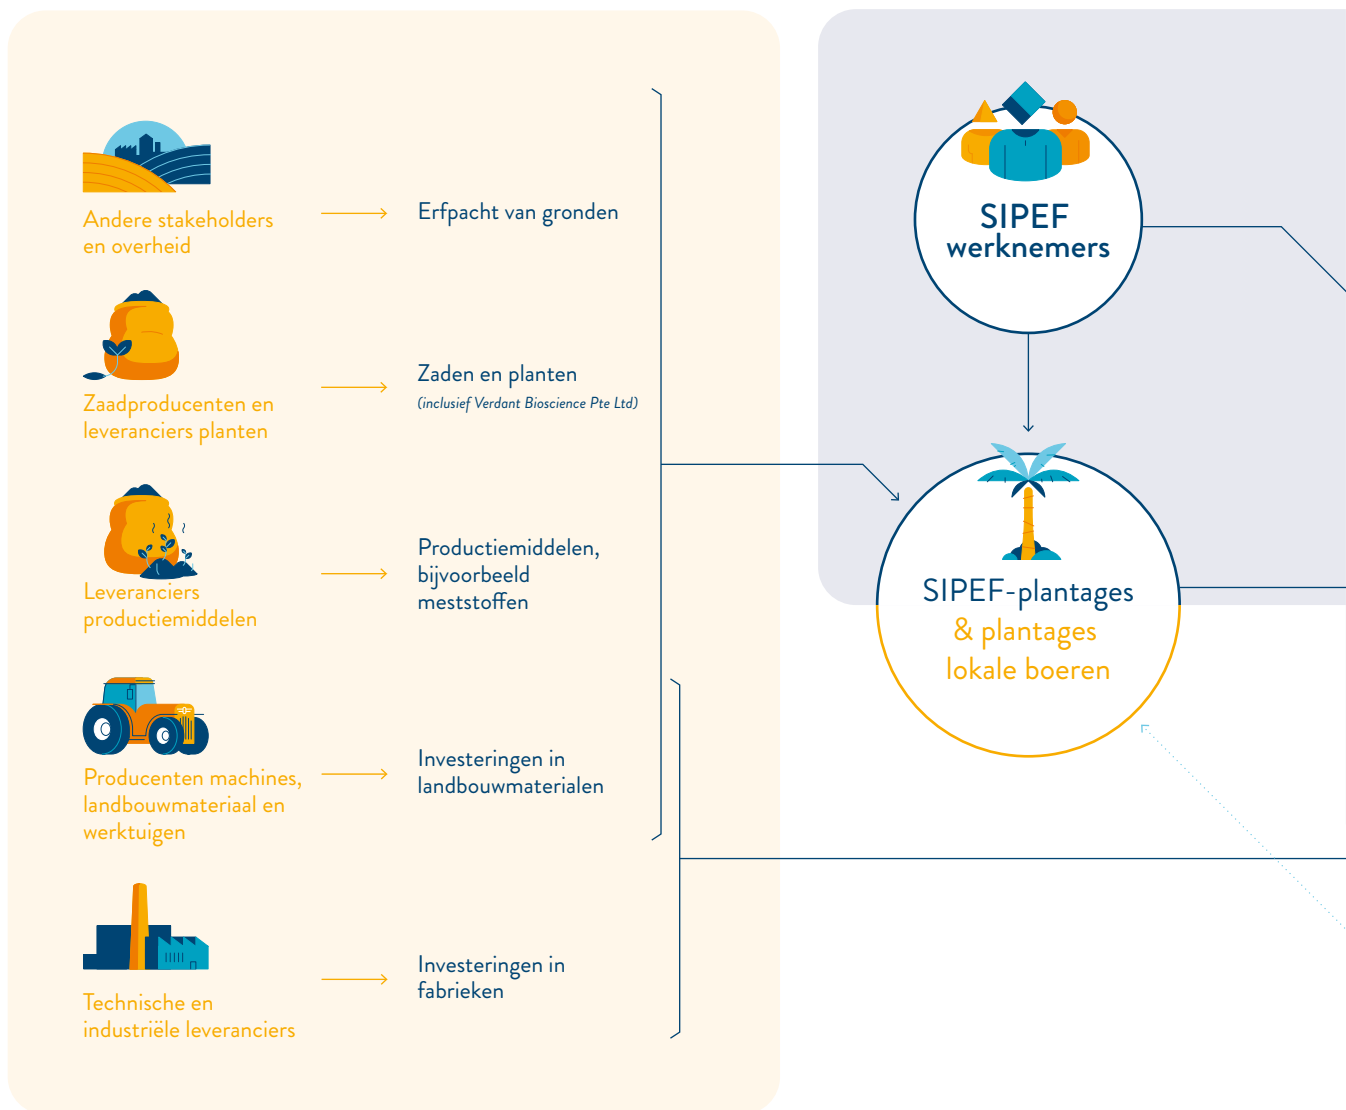 Andere stakeholders
en overheid
Erfpacht van gronden
Zaadproducenten en
leveranciers planten
Zaden en planten
(inclusief Verdant Bioscience Pte Ltd)
Leveranciers
productiemiddelen
Productiemiddelen,
bijvoorbeeld
meststoffen
Producenten machines,
landbouwmateriaal en
werktuigen
Investeringen in
landbouwmaterialen
Technische en
industriële leveranciers
Investeringen in
fabrieken
SIPEF
werknemers
SIPEF-plantages
& plantages
lokale boeren